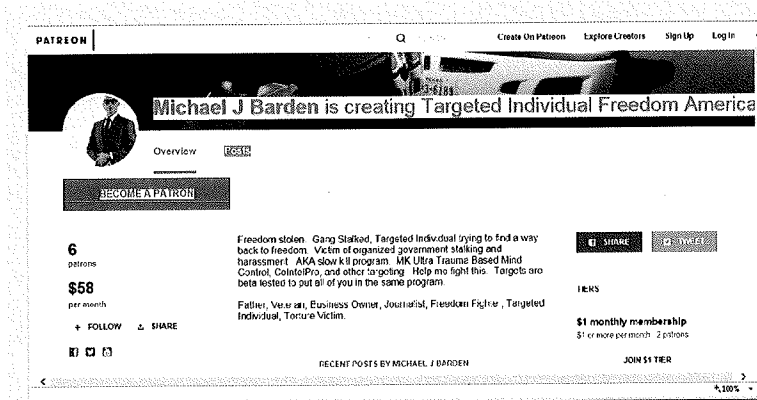 PATREON
Create On Patreon Explore Creators Sign Up Log In
Michael J Barden is creating Targeted Individual Freedom America
Overview POSTS
BECOME A PATRON
6
patrons
$58
per month
+ FOLLOW SHARE
Freedom stolen. Gang Stalked, Targeted Individual trying to find a way
back to freedom. Victim of organized government stalking and
harassment. AKA slow kill program. MK Ultra Trauma Based Mind
Control, CointelPro, and other targeting. Help me fight this. Targets are
beta tested to put all of you in the same program.
Father, Veteran, Business Owner, Journalist, Freedom Fighter, Targeted
Individual, Torture Victim.
RECENT POSTS BY MICHAEL J BARDEN
SHARE TWEET
TIERS
$1 monthly membership
$1 or more per month 2 patrons
JOIN $1 TIER
100%